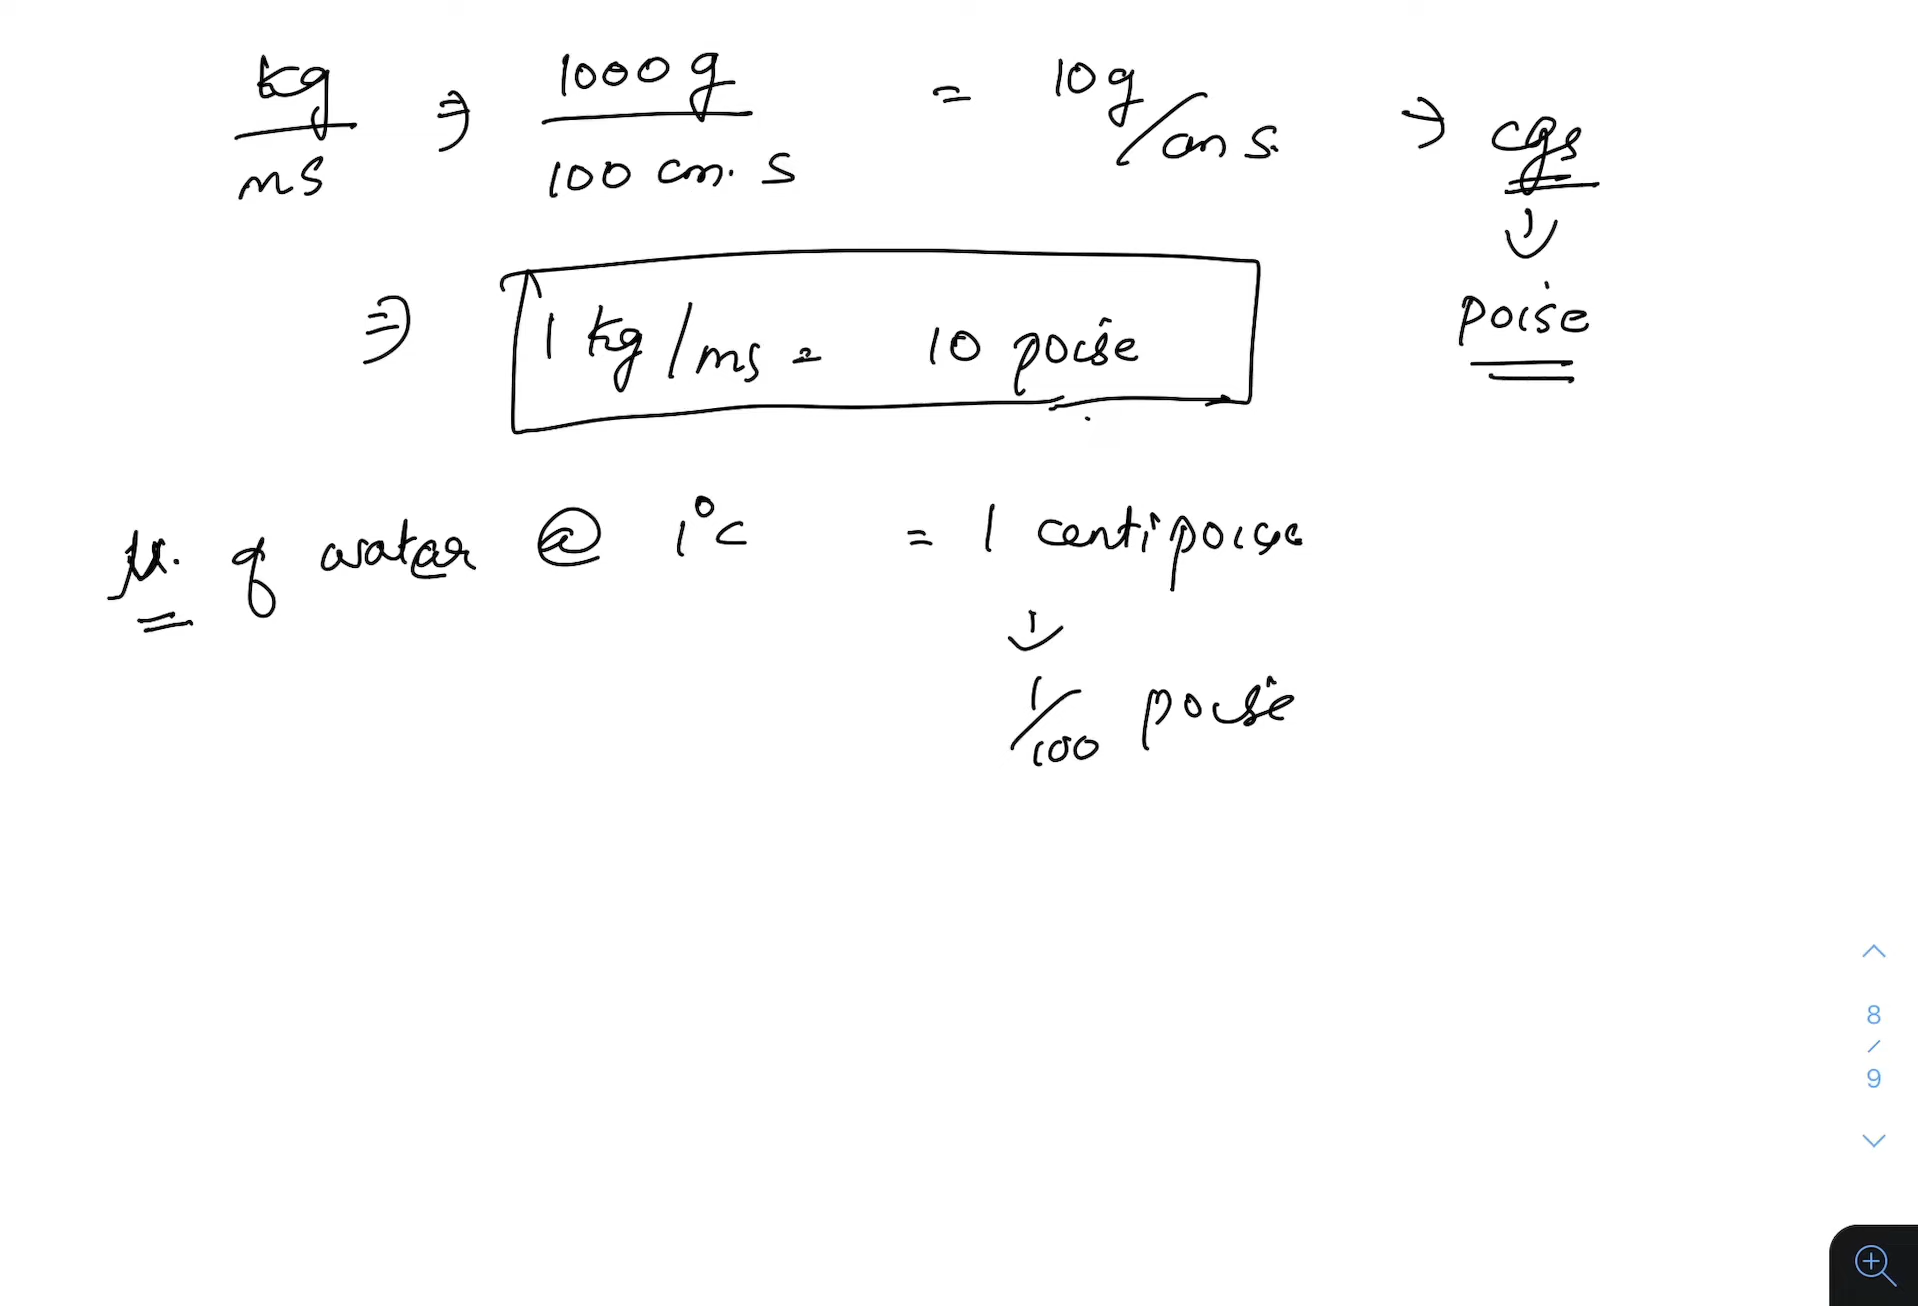 kg/ms ⇒ 1000 g / 100 cm. s = 10 g/cm s. → cgs
⇓
poise
⇒ 1 kg/ms = 10 poise
μ. of water @ 1°C = 1 centipoise
⇓
1/100 poise
8
/
9